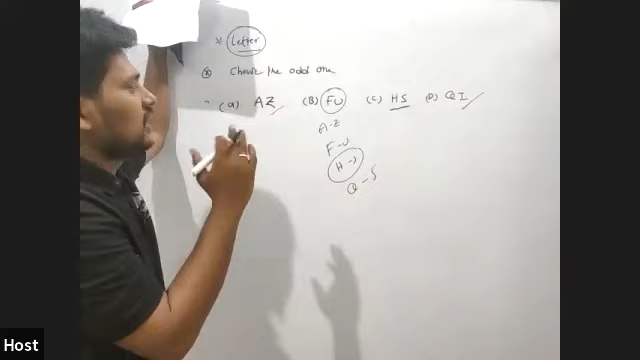 * Letter
Choose the odd one
(a) AZ (B) FU (C) HS (D) QI
A-Z
F-U
H-
Q-S
Host